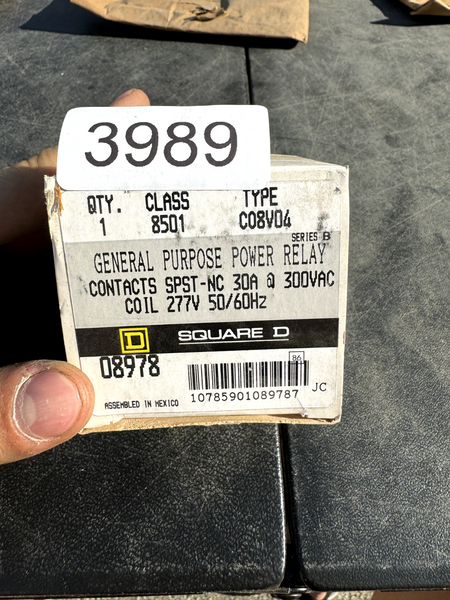 3989
QTY. CLASS TYPE
1 8501 CO8VO4
SERIES B
GENERAL PURPOSE POWER RELAY
CONTACTS SPST-NC 30A @ 300VAC
COIL 277V 50/60Hz
D SQUARE D
08978
86
JC
10785901089787
ASSEMBLED IN MEXICO